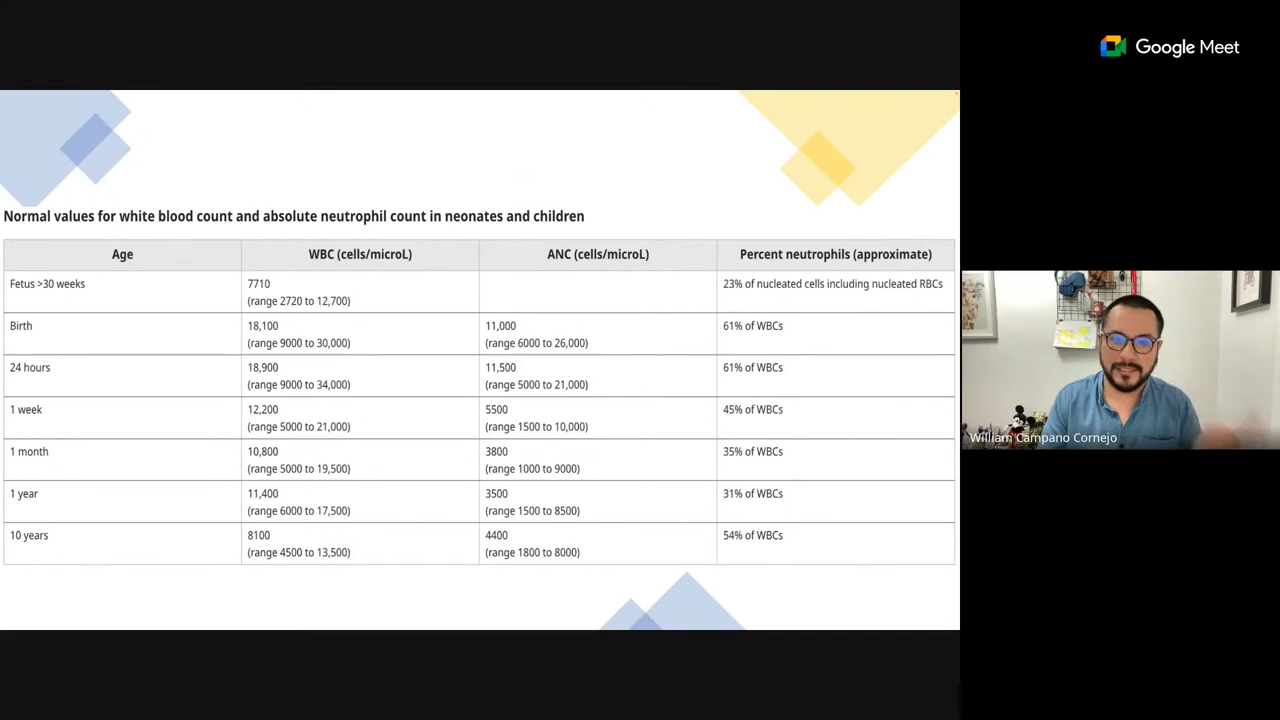 Google Meet
Normal values for white blood count and absolute neutrophil count in neonates and children
Age WBC (cells/microL) ANC (cells/microL) Percent neutrophils (approximate)
Fetus >30 weeks 7710 23% of nucleated cells including nucleated RBCs
(range 2720 to 12,700)
Birth 18,100 11,000 61% of WBCs
(range 9000 to 30,000) (range 6000 to 26,000)
24 hours 18,900 11,500 61% of WBCs
(range 9000 to 34,000) (range 5000 to 21,000)
1 week 12,200 5500 45% of WBCs
(range 5000 to 21,000) (range 1500 to 10,000)
1 month 10,800 3800 35% of WBCs
(range 5000 to 19,500) (range 1000 to 9000)
1 year 11,400 3500 31% of WBCs
(range 6000 to 17,500) (range 1500 to 8500)
10 years 8100 4400 54% of WBCs
(range 4500 to 13,500) (range 1800 to 8000)
William Campano Cornejo